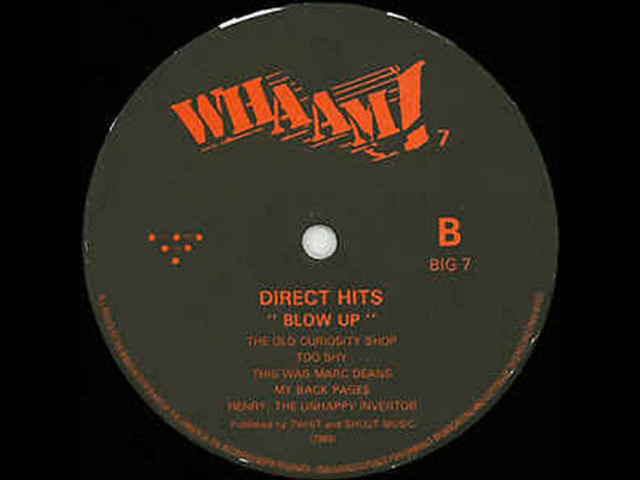 WHAAM!
7
B
BIG 7
DIRECT HITS
" BLOW UP "
THE OLD CURIOSITY SHOP
TOO SHY
THIS WAS MARC DEANS
MY BACK PAGES
HENRY, THE UNHAPPY INVERTOR
Published by TWIST and SHOUT MUSIC